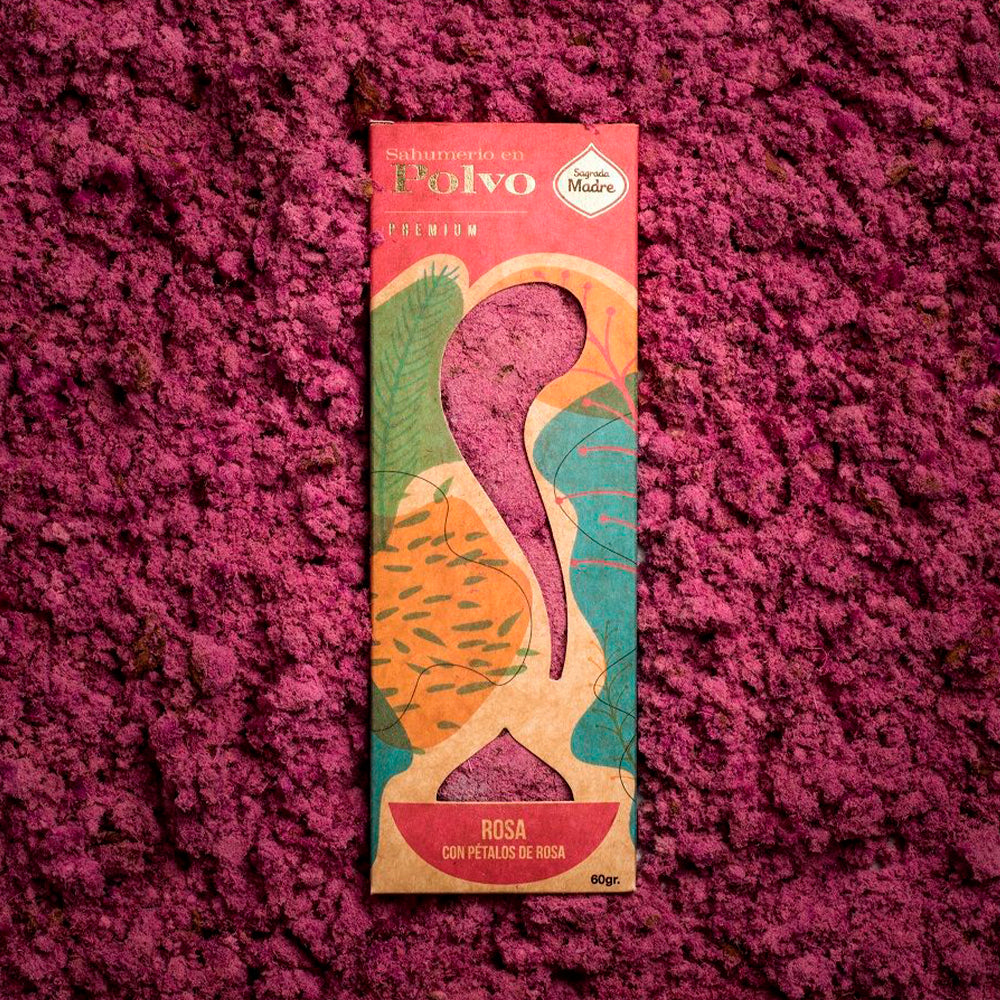 Sahumerio en
Polvo
PREMIUM
Sagrada
Madre
ROSA
CON PÉTALOS DE ROSA
60gr.